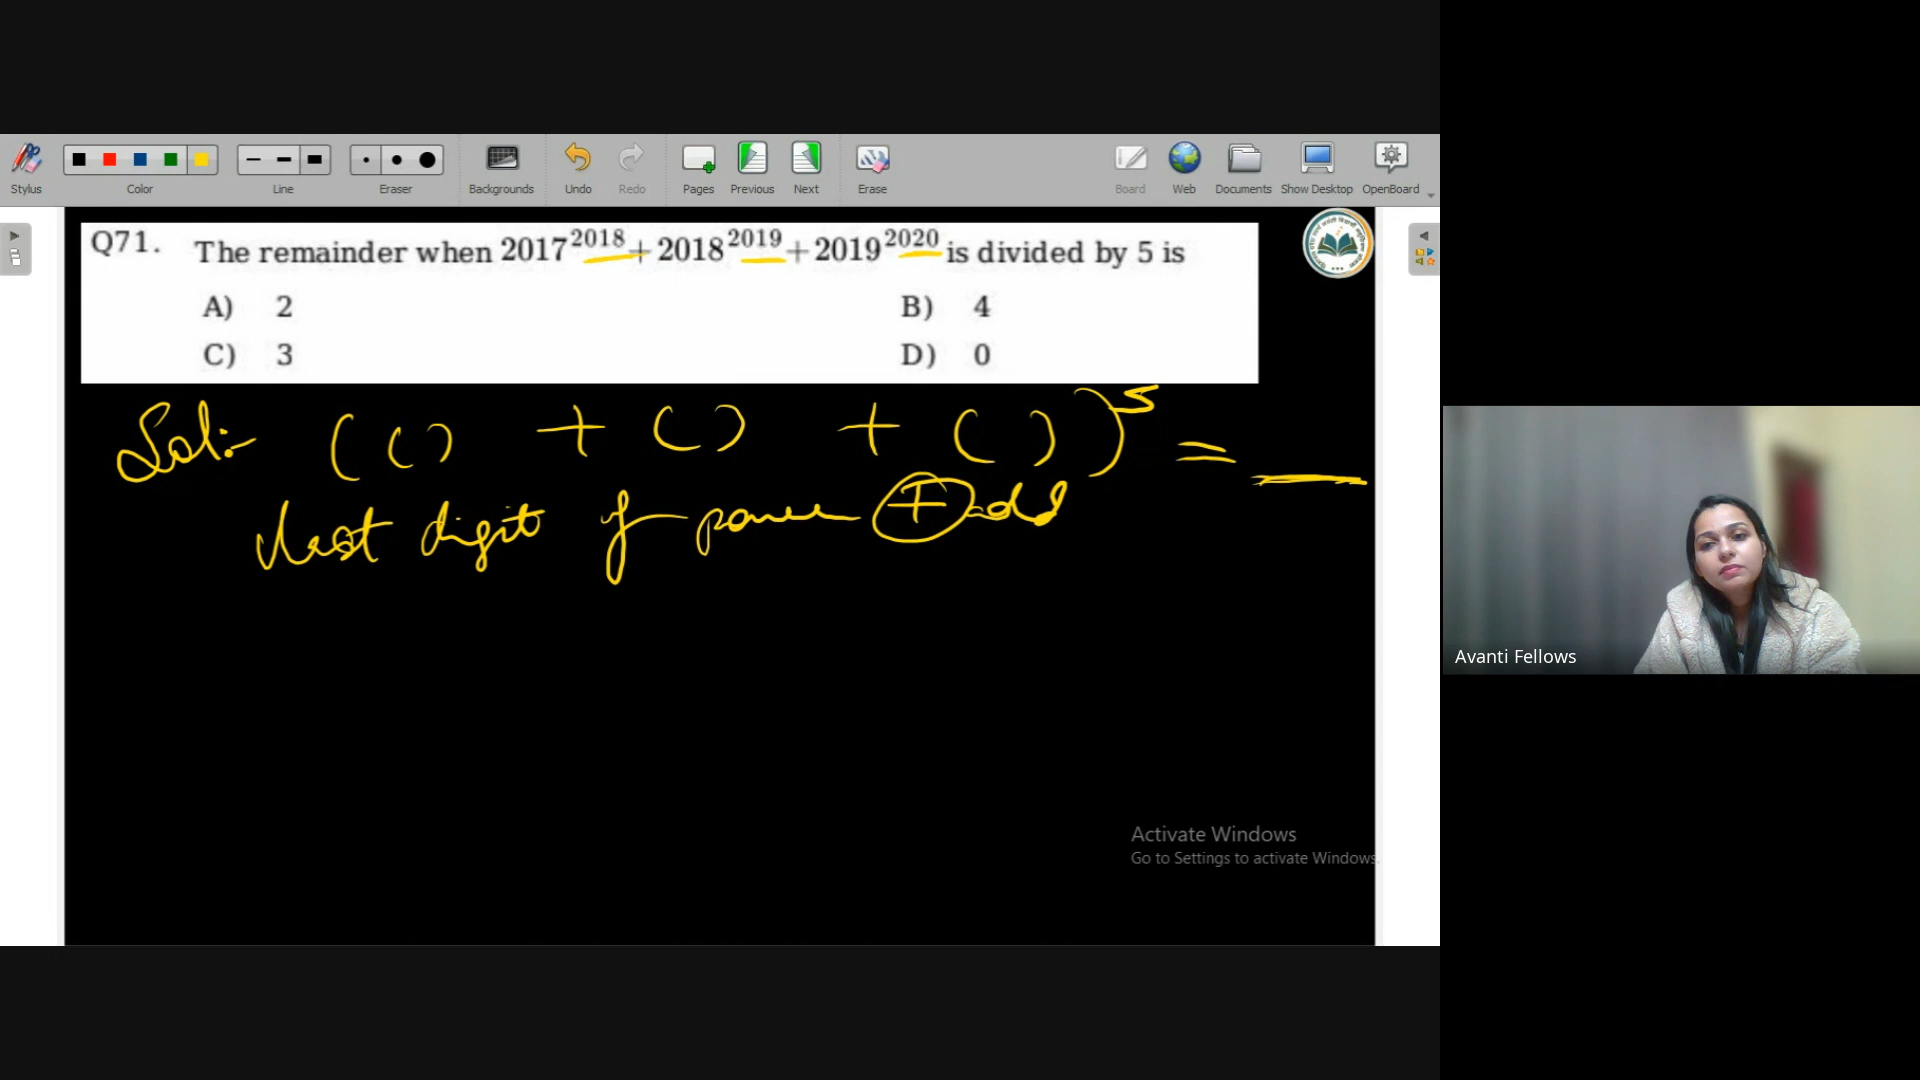 Stylus Color Line Eraser Backgrounds Undo Redo Pages Previous Next Erase Board Web Documents Show Desktop OpenBoard
Q71. The remainder when 2017^2018 + 2018^2019 + 2019^2020 is divided by 5 is
A) 2 B) 4
C) 3 D) 0
Sol:- ( ( ) + ( ) + ( ) )^5 = __
digit of power + add
Avanti Fellows
Activate Windows
Go to Settings to activate Windows.